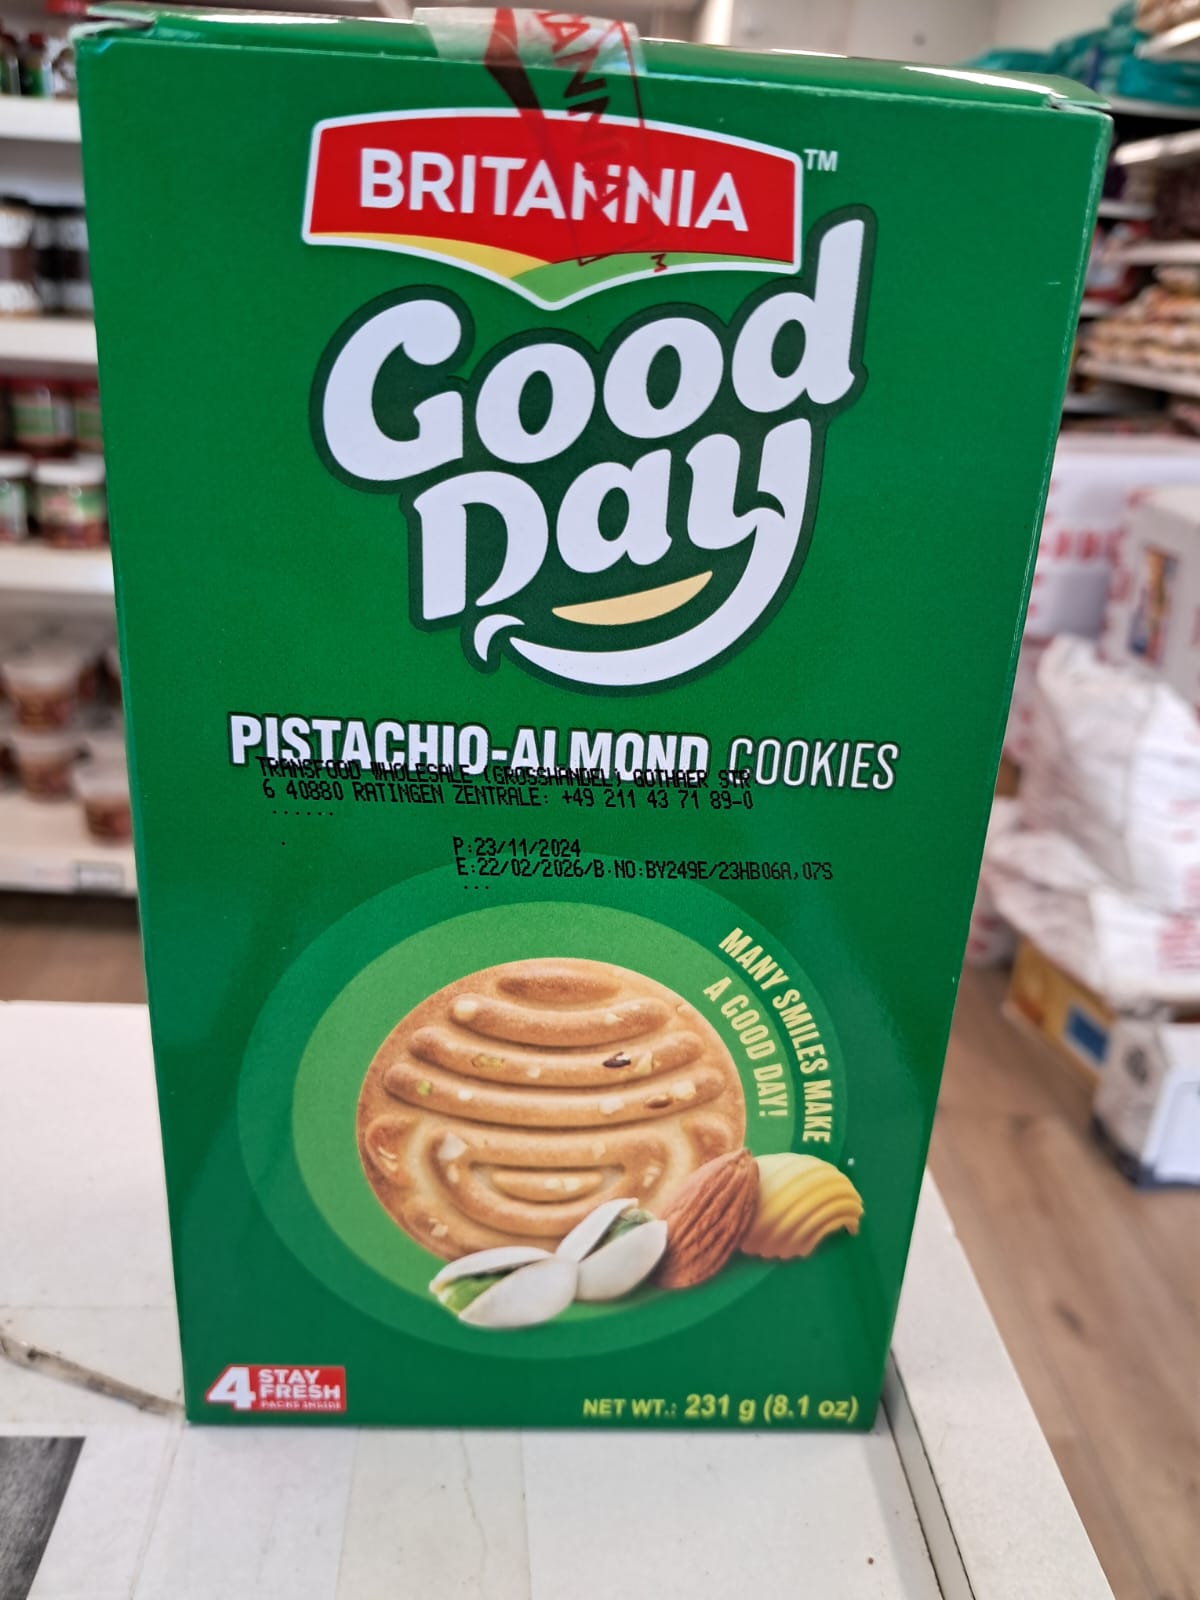 BRITANNIA TM
Good
Day
PISTACHIO-ALMOND COOKIES
TRANSFOOD WHOLESALE (GROSSHANDEL) GOTHAER STR
6 40880 RATINGEN ZENTRALE: +49 211 43 71 89-0
P:23/11/2024
E:22/02/2026/B.NO:BY249E/23HB06A,07S
MANY SMILES MAKE
A GOOD DAY!
4 STAY
FRESH
PACKS INSIDE
NET WT.: 231 g (8.1 oz)